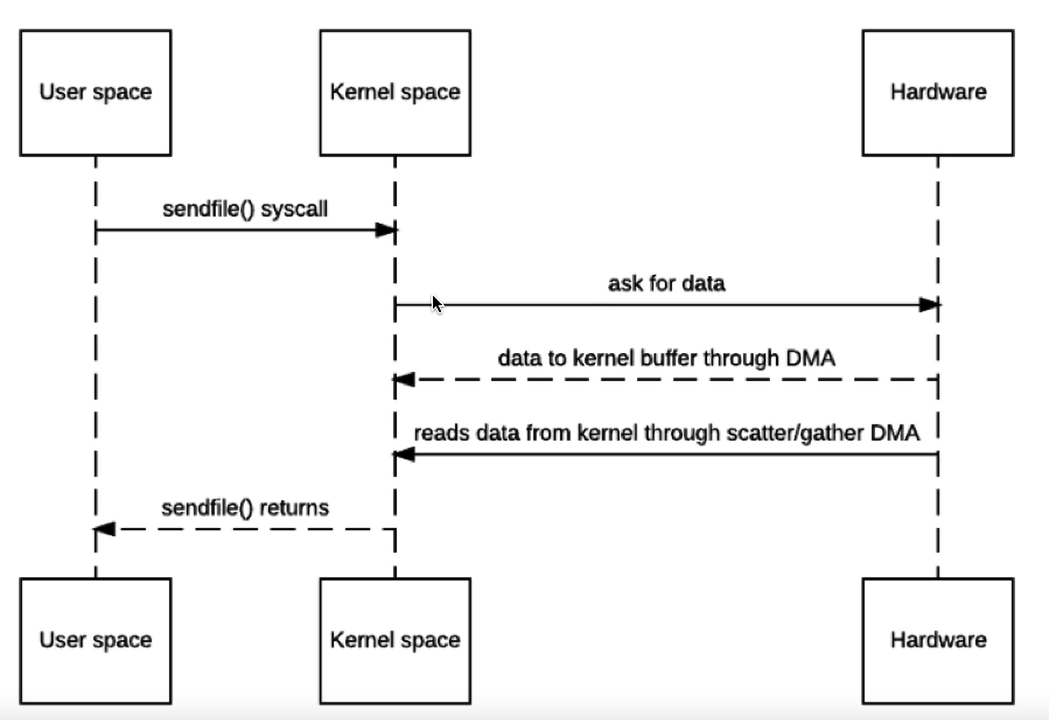 User space
Kernel space
Hardware
sendfile() syscall
ask for data
data to kernel buffer through DMA
reads data from kernel through scatter/gather DMA
sendfile() returns
User space
Kernel space
Hardware